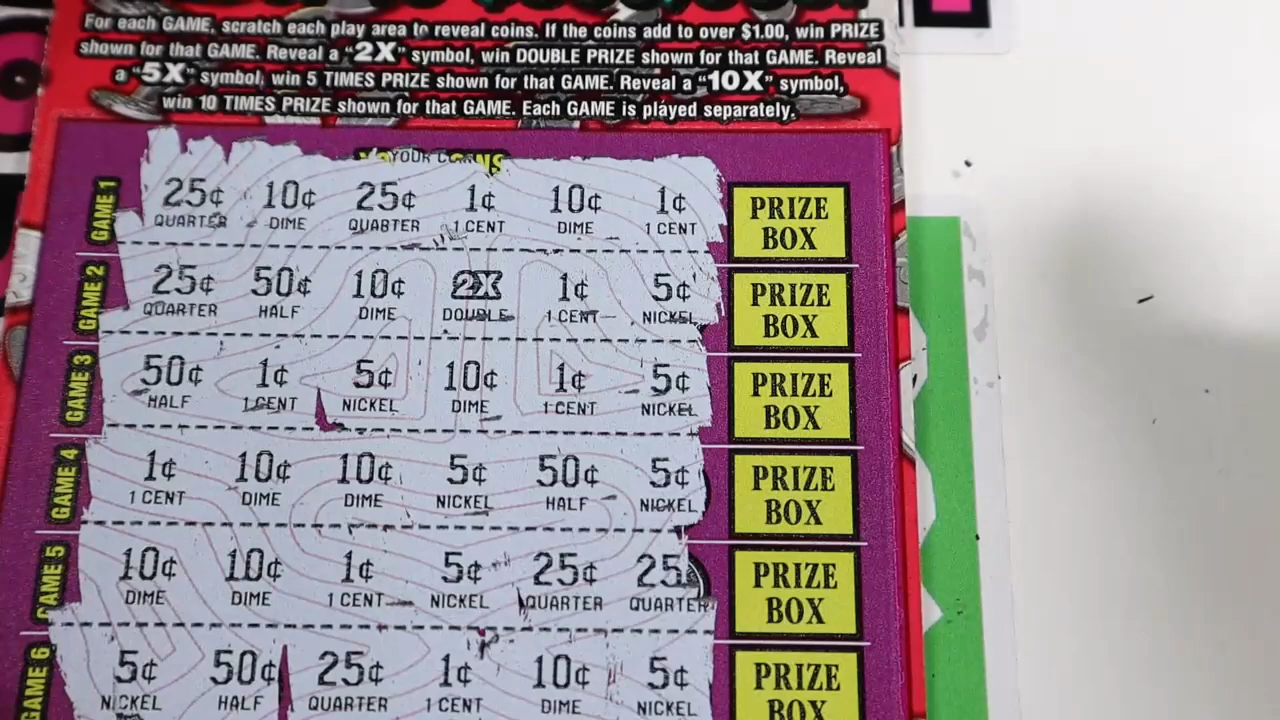 For each GAME, scratch each play area to reveal coins. If the coins add to over $1.00, win PRIZE
shown for that GAME. Reveal a "2X" symbol, win DOUBLE PRIZE shown for that GAME. Reveal
a "5X" symbol, win 5 TIMES PRIZE shown for that GAME. Reveal a "10X" symbol,
win 10 TIMES PRIZE shown for that GAME. Each GAME is played separately.
YOUR
GAME 1
25¢ 10¢ 25¢ 1¢ 10¢ 1¢
QUARTER DIME QUARTER 1 CENT DIME 1 CENT
PRIZE
BOX
GAME 2
25¢ 50¢ 10¢ 2X 1¢ 5¢
QUARTER HALF DIME DOUBLE 1 CENT NICKEL
PRIZE
BOX
GAME 3
50¢ 1¢ 5¢ 10¢ 1¢ 5¢
HALF 1 CENT NICKEL DIME 1 CENT NICKEL
PRIZE
BOX
GAME 4
1¢ 10¢ 10¢ 5¢ 50¢ 5¢
1 CENT DIME DIME NICKEL HALF NICKEL
PRIZE
BOX
GAME 5
10¢ 10¢ 1¢ 5¢ 25¢ 25
DIME DIME 1 CENT NICKEL QUARTER QUARTER
PRIZE
BOX
GAME 6
5¢ 50¢ 25¢ 1¢ 10¢ 5¢
NICKEL HALF QUARTER 1 CENT DIME NICKEL
PRIZE
BOX